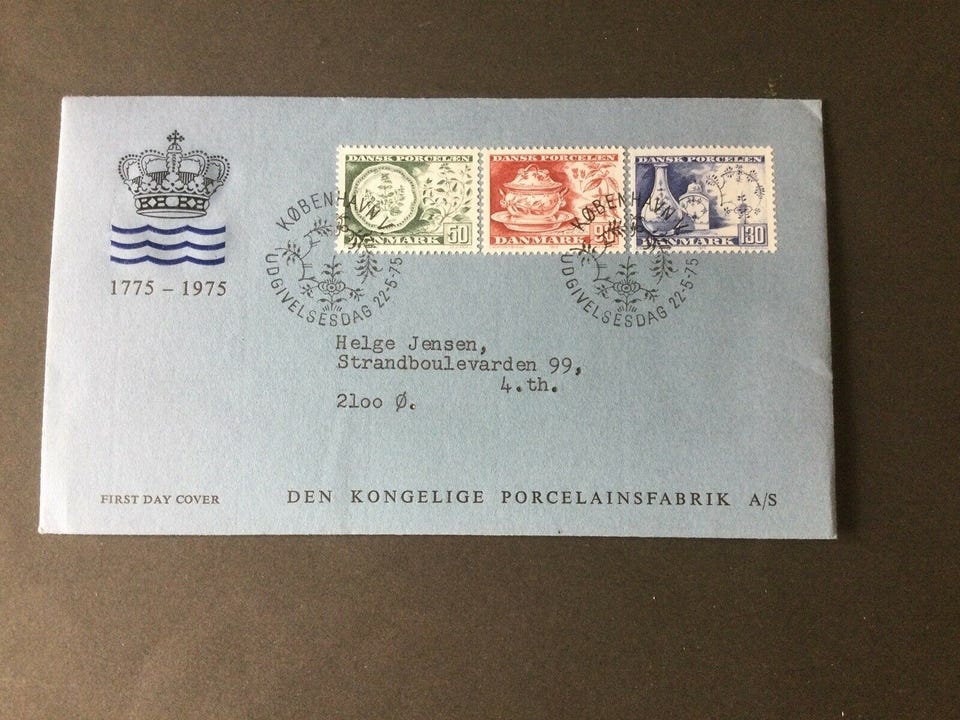 1775 – 1975
DANSK PORCELÆN
DANMARK 50
DANSK PORCELÆN
DANMARK 90
DANSK PORCELÆN
DANMARK 130
KØBENHAVN V.
UDGIVELSESDAG 22-5-75
KØBENHAVN V.
UDGIVELSESDAG 22-5-75
Helge Jensen,
Strandboulevarden 99,
4.th.
2loo Ø.
FIRST DAY COVER
DEN KONGELIGE PORCELAINSFABRIK A/S